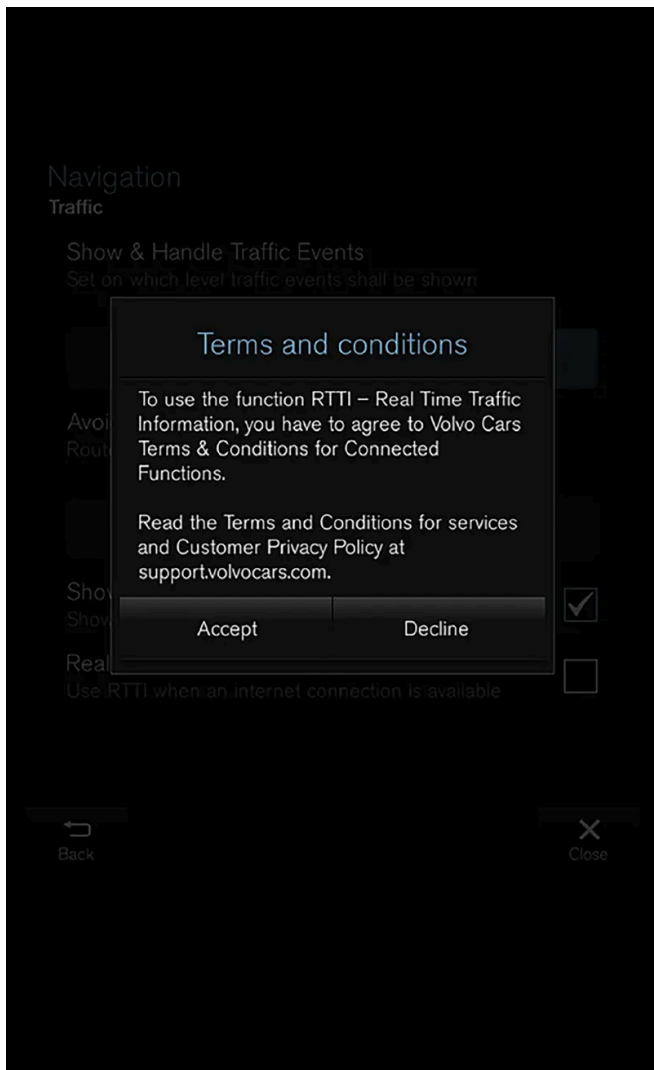 Navigation
Traffic
Show & Handle Traffic Events
Set on which level traffic events shall be shown
Terms and conditions
To use the function RTTI – Real Time Traffic
Information, you have to agree to Volvo Cars
Terms & Conditions for Connected
Functions.
Read the Terms and Conditions for services
and Customer Privacy Policy at
support.volvocars.com.
Accept
Decline
Use RTTI when an internet connection is available
Back
Close